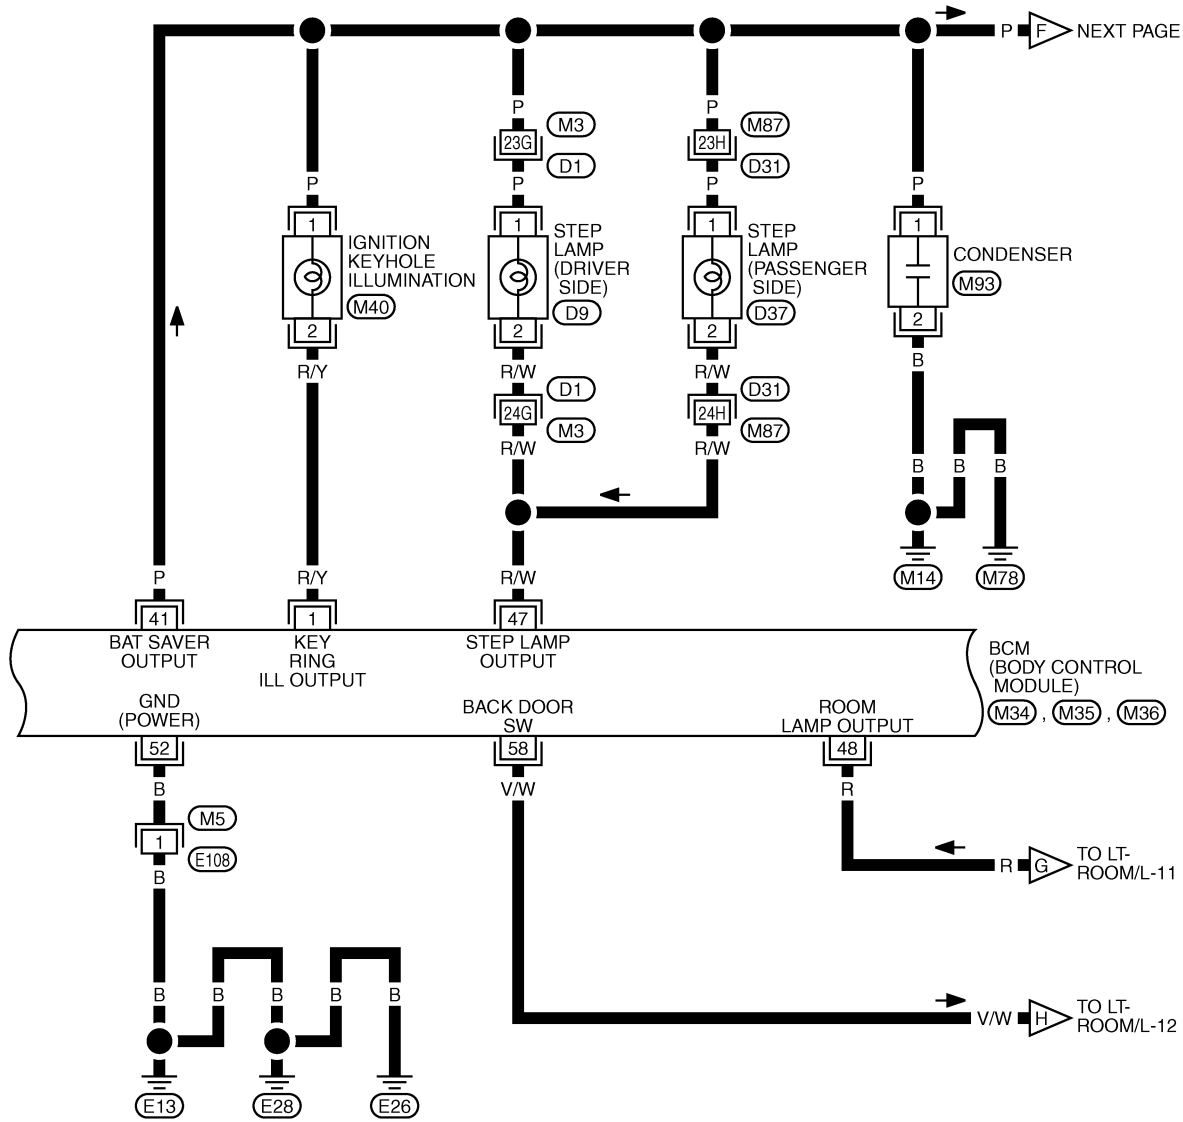 P F NEXT PAGE
P P
M3 M87
23G 23H
D1 D31
P P P P
1 1 1 1
IGNITION
KEYHOLE
ILLUMINATION
M40
STEP
LAMP
(DRIVER
SIDE)
D9
STEP
LAMP
(PASSENGER
SIDE)
D37
CONDENSER
M93
2 2 2 2
R/Y R/W R/W B
D1 D31
24G 24H
M3 M87
R/W R/W B B B
M14 M78
P R/Y R/W
41 1 47
BAT SAVER
OUTPUT
KEY
RING
ILL OUTPUT
STEP LAMP
OUTPUT
BCM
(BODY CONTROL
MODULE)
M34 , M35 , M36
GND
(POWER)
BACK DOOR
SW
ROOM
LAMP OUTPUT
52 58 48
B V/W R
M5
1
E108
B
R G TO LT-
ROOM/L-11
B B B B B
V/W H TO LT-
ROOM/L-12
E13 E28 E26